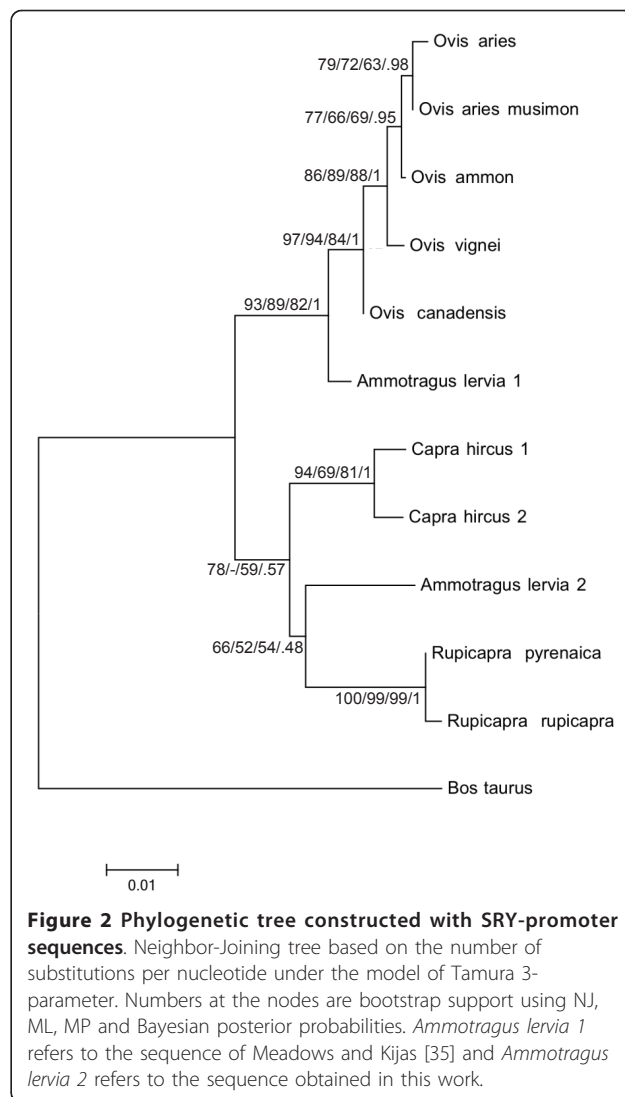 Ovis aries
79/72/63/.98
Ovis aries musimon
77/66/69/.95
Ovis ammon
86/89/88/1
Ovis vignei
97/94/84/1
Ovis canadensis
93/89/82/1
Ammotragus lervia 1
Capra hircus 1
94/69/81/1
Capra hircus 2
78/-/59/.57
Ammotragus lervia 2
66/52/54/.48
Rupicapra pyrenaica
100/99/99/1
Rupicapra rupicapra
Bos taurus
0.01
Figure 2 Phylogenetic tree constructed with SRY-promoter
sequences. Neighbor-Joining tree based on the number of
substitutions per nucleotide under the model of Tamura 3-
parameter. Numbers at the nodes are bootstrap support using NJ,
ML, MP and Bayesian posterior probabilities. Ammotragus lervia 1
refers to the sequence of Meadows and Kijas [35] and Ammotragus
lervia 2 refers to the sequence obtained in this work.